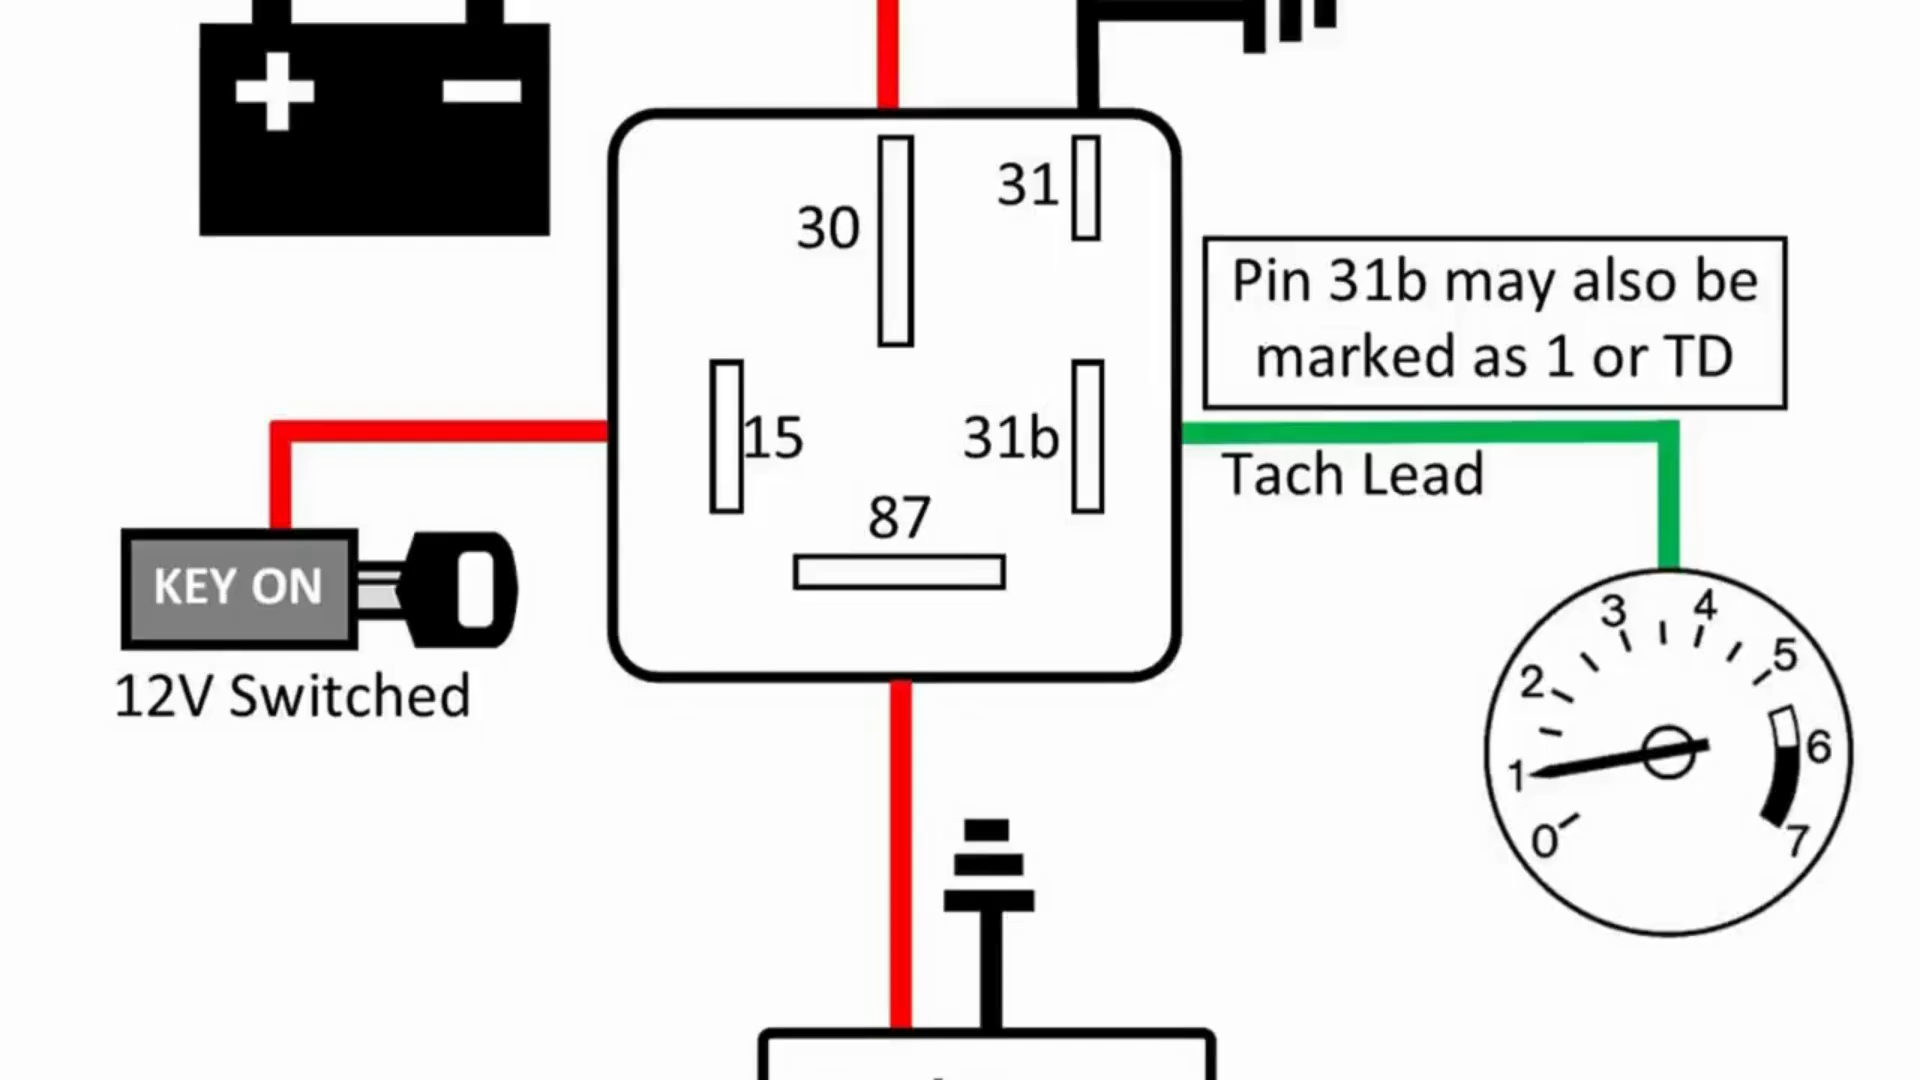 30
31
Pin 31b may also be
marked as 1 or TD
15
31b
Tach Lead
87
KEY ON
12V Switched
0
1
2
3
4
5
6
7